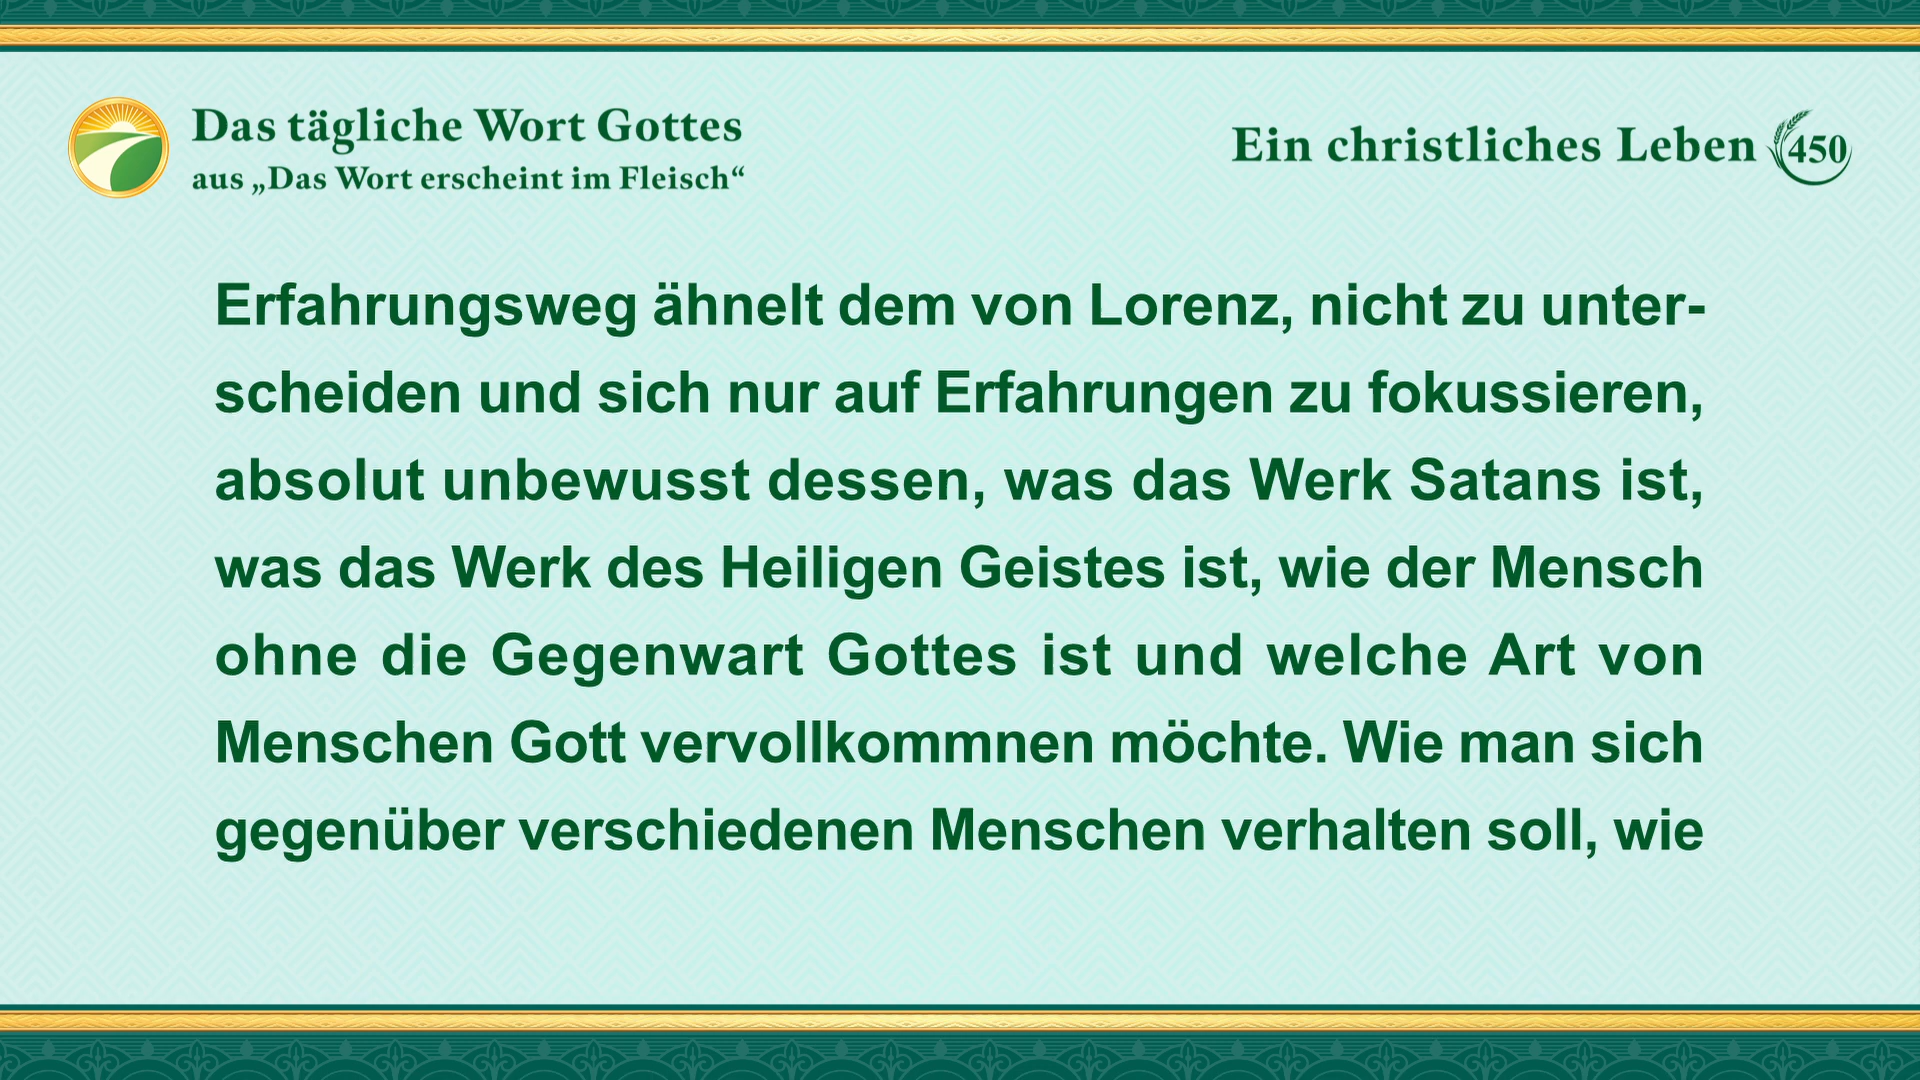 Das tägliche Wort Gottes
aus „Das Wort erscheint im Fleisch“
Ein christliches Leben 450
Erfahrungsweg ähnelt dem von Lorenz, nicht zu unter-
scheiden und sich nur auf Erfahrungen zu fokussieren,
absolut unbewusst dessen, was das Werk Satans ist,
was das Werk des Heiligen Geistes ist, wie der Mensch
ohne die Gegenwart Gottes ist und welche Art von
Menschen Gott vervollkommnen möchte. Wie man sich
gegenüber verschiedenen Menschen verhalten soll, wie